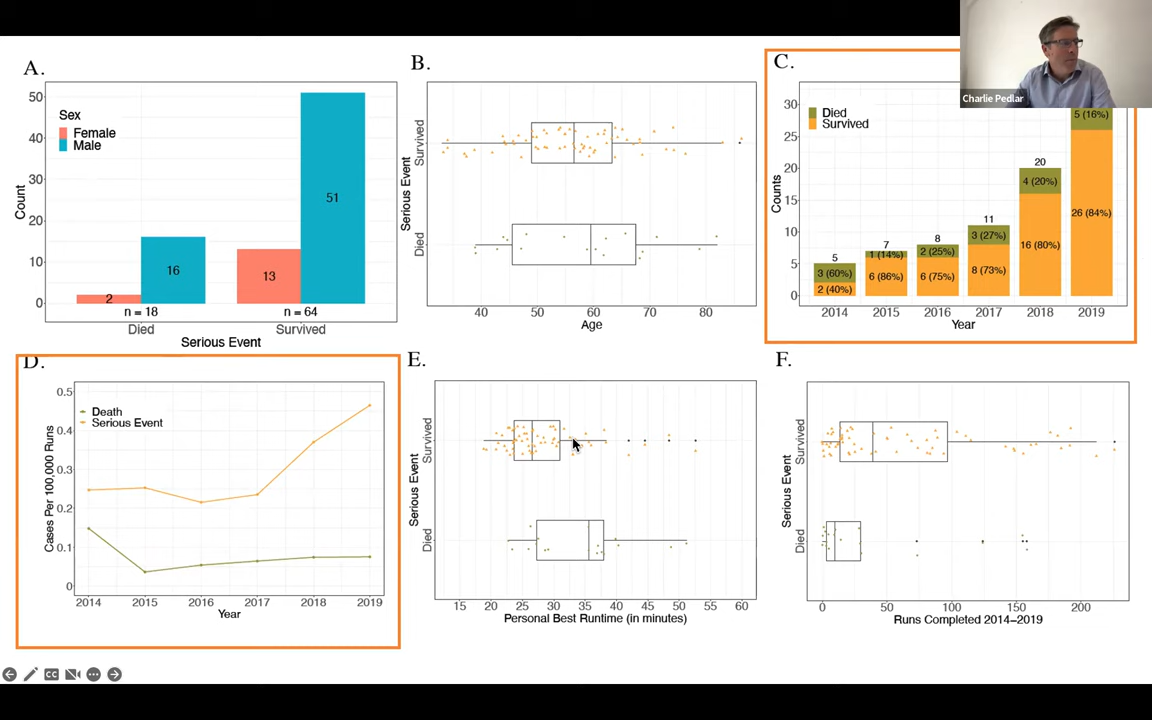 A.
Sex
Female
Male
Count
50
40
30
20
10
0
2
16
13
51
n = 18
n = 64
Died
Survived
Serious Event
B.
Serious Event
Survived
Died
40 50 60 70 80
Age
C.
Died
Survived
Counts
30
25
20
15
10
5
0
5
3 (60%)
2 (40%)
7
1 (14%)
6 (86%)
8
2 (25%)
6 (75%)
11
3 (27%)
8 (73%)
20
4 (20%)
16 (80%)
5 (16%)
26 (84%)
2014 2015 2016 2017 2018 2019
Year
Charlie Pedlar
D.
Death
Serious Event
Cases Per 100,000 Runs
0.5
0.4
0.3
0.2
0.1
0
2014 2015 2016 2017 2018 2019
Year
E.
Serious Event
Survived
Died
15 20 25 30 35 40 45 50 55 60
Personal Best Runtime (in minutes)
F.
Serious Event
Survived
Died
0 50 100 150 200
Runs Completed 2014–2019
CC